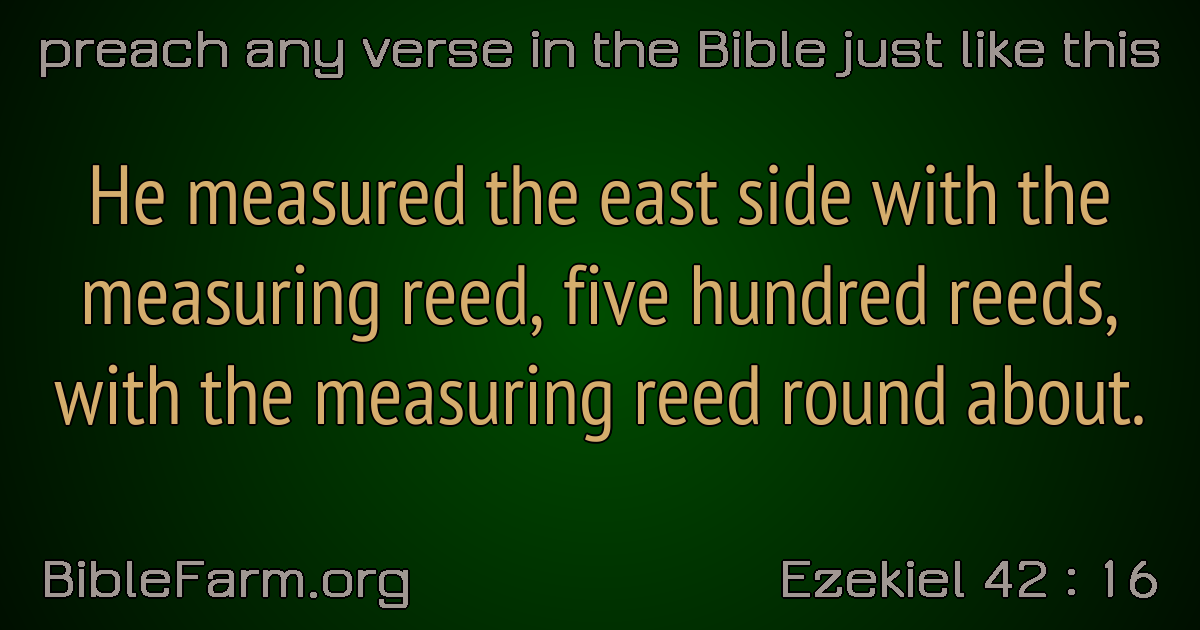 preach any verse in the Bible just like this
He measured the east side with the
measuring reed, five hundred reeds,
with the measuring reed round about.
BibleFarm.org
Ezekiel 42 : 16